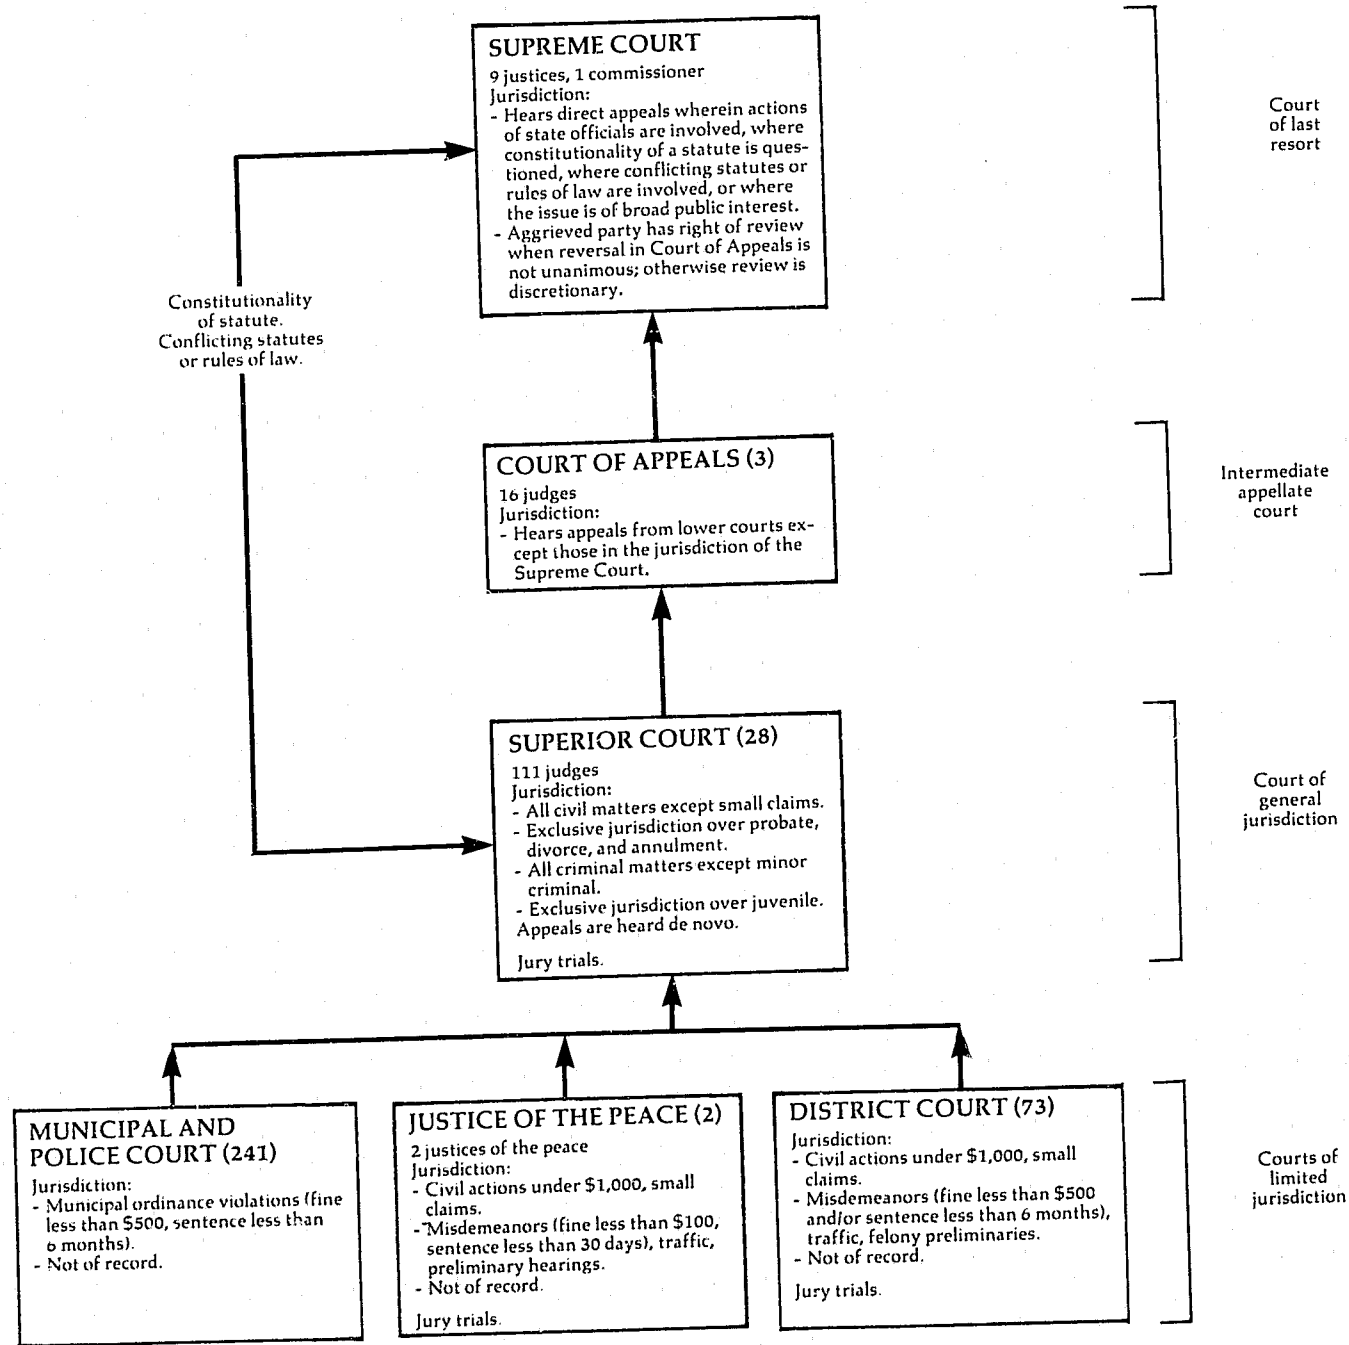 SUPREME COURT
9 justices, 1 commissioner
Jurisdiction:
- Hears direct appeals wherein actions
of state officials are involved, where
constitutionality of a statute is ques-
tioned, where conflicting statutes or
rules of law are involved, or where
the issue is of broad public interest.
- Aggrieved party has right of review
when reversal in Court of Appeals is
not unanimous; otherwise review is
discretionary.
Court
of last
resort
Constitutionality
of statute.
Conflicting statutes
or rules of law.
COURT OF APPEALS (3)
16 judges
Jurisdiction:
- Hears appeals from lower courts ex-
cept those in the jurisdiction of the
Supreme Court.
Intermediate
appellate
court
SUPERIOR COURT (28)
111 judges
Jurisdiction:
- All civil matters except small claims.
- Exclusive jurisdiction over probate,
divorce, and annulment.
- All criminal matters except minor
criminal.
- Exclusive jurisdiction over juvenile.
Appeals are heard de novo.
Jury trials.
Court of
general
jurisdiction
MUNICIPAL AND
POLICE COURT (241)
Jurisdiction:
- Municipal ordinance violations (fine
less than $500, sentence less than
6 months).
- Not of record.
JUSTICE OF THE PEACE (2)
2 justices of the peace
Jurisdiction:
- Civil actions under $1,000, small
claims.
- Misdemeanors (fine less than $100,
sentence less than 30 days), traffic,
preliminary hearings.
- Not of record.
Jury trials.
DISTRICT COURT (73)
Jurisdiction:
- Civil actions under $1,000, small
claims.
- Misdemeanors (fine less than $500
and/or sentence less than 6 months),
traffic, felony preliminaries.
- Not of record.
Jury trials.
Courts of
limited
jurisdiction